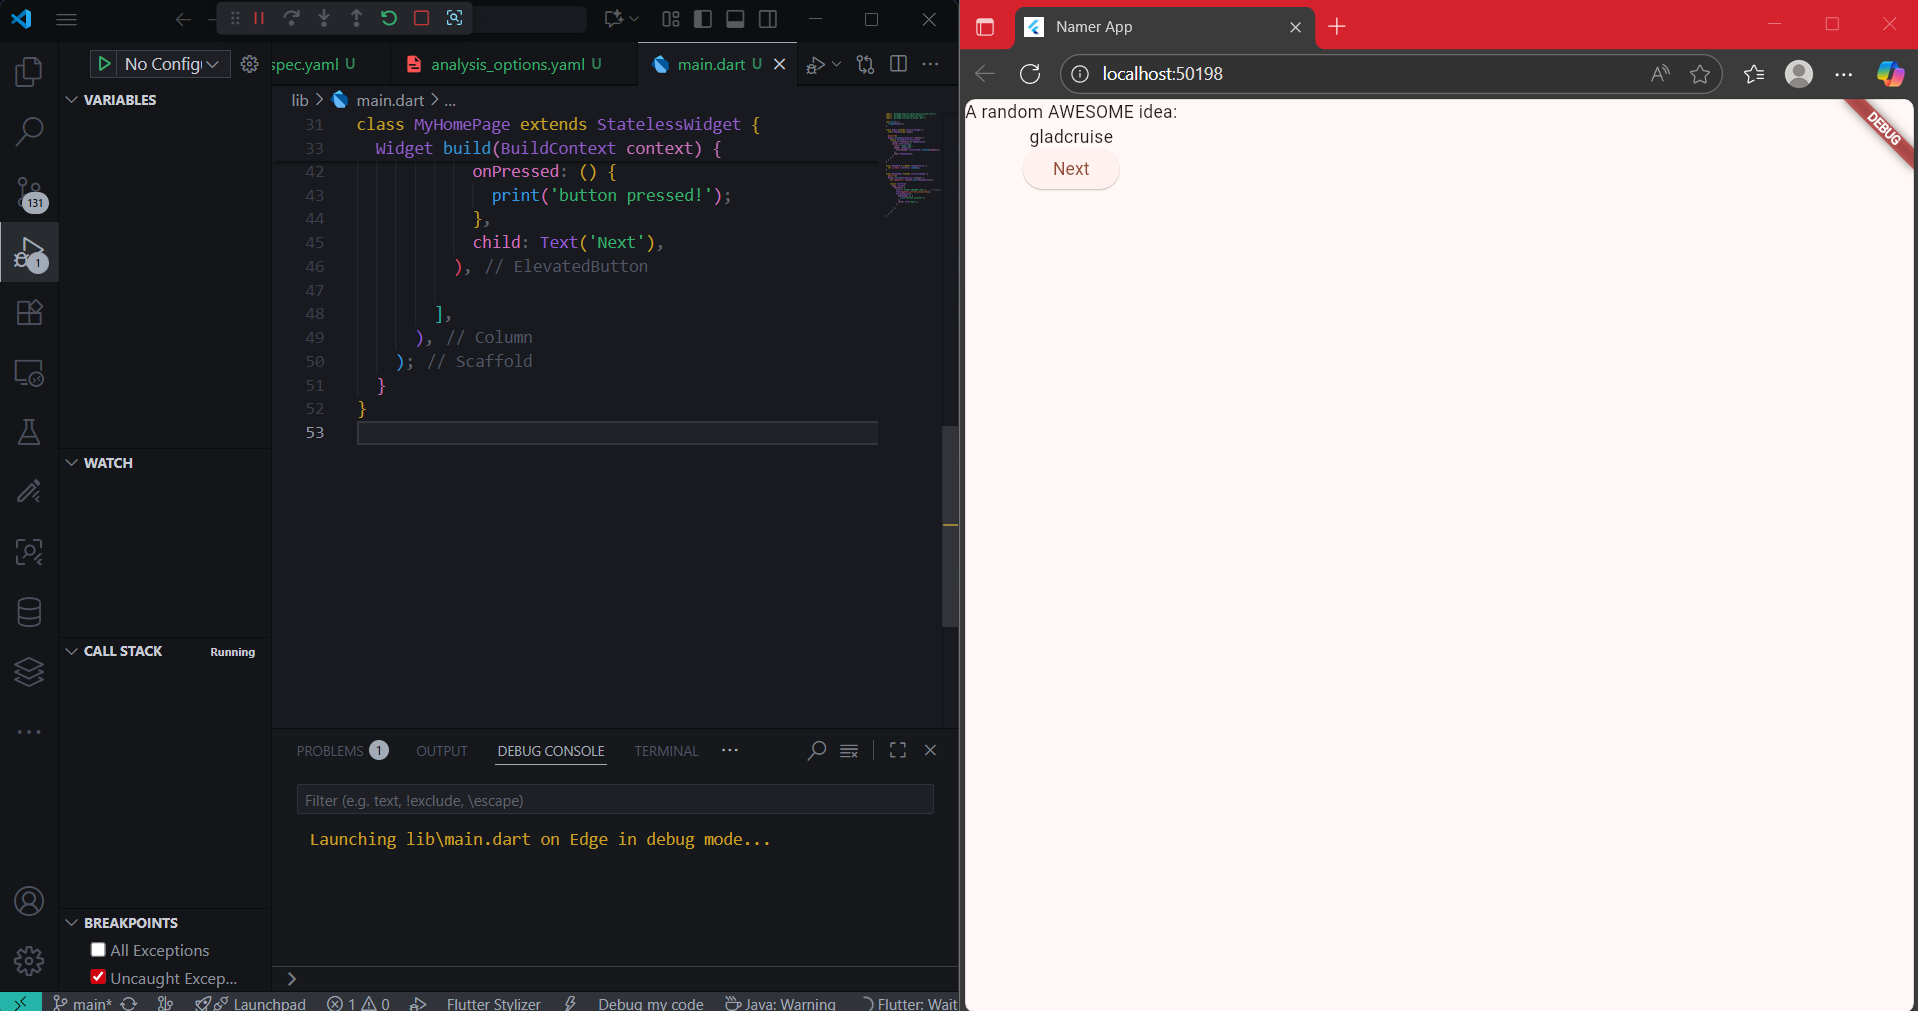 No Config
spec.yaml U
analysis_options.yaml U
main.dart U
lib > main.dart > ...
VARIABLES
31 class MyHomePage extends StatelessWidget {
33 Widget build(BuildContext context) {
42 onPressed: () {
43 print('button pressed!');
44 },
45 child: Text('Next'),
46 ), // ElevatedButton
47
48 ],
49 ), // Column
50 ); // Scaffold
51 }
52 }
53
131
1
WATCH
CALL STACK
Running
BREAKPOINTS
All Exceptions
Uncaught Excep...
PROBLEMS 1
OUTPUT
DEBUG CONSOLE
TERMINAL
Filter (e.g. text, !exclude, \escape)
Launching lib\main.dart on Edge in debug mode...
main*
Launchpad
1
0
Flutter Stylizer
Debug my code
Java: Warning
Flutter: Wait
Namer App
localhost:50198
A random AWESOME idea:
gladcruise
Next
DEBUG